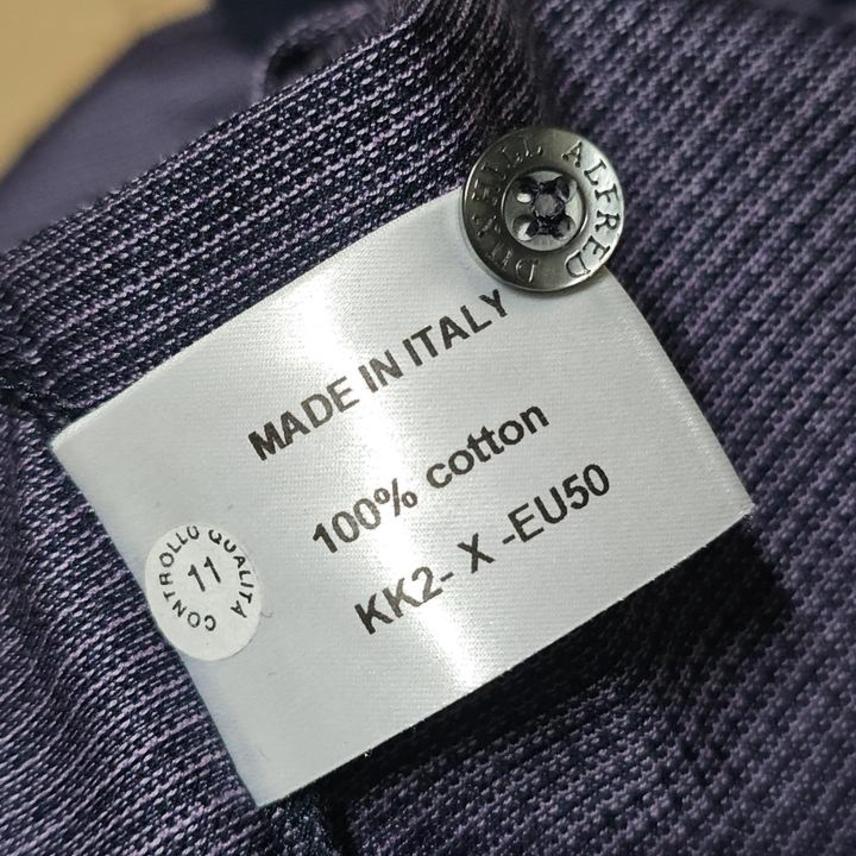 ALFRED DUNHILL
MADE IN ITALY
100% cotton
KK2- X -EU50
CONTROLLO QUALITA
11